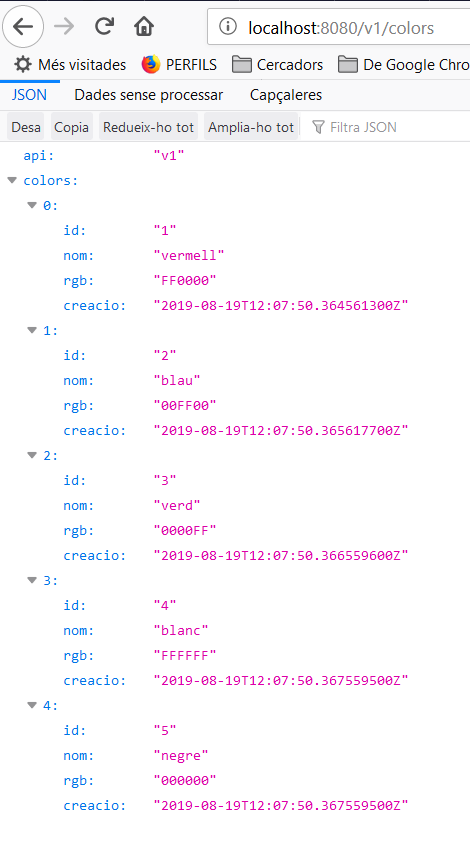 localhost:8080/v1/colors
Més visitades PERFILS Cercadors De Google Chro
JSON Dades sense processar Capçaleres
Desa Copia Redueix-ho tot Amplia-ho tot Filtra JSON
api: "v1"
colors:
0:
id: "1"
nom: "vermell"
rgb: "FF0000"
creacio: "2019-08-19T12:07:50.364561300Z"
1:
id: "2"
nom: "blau"
rgb: "00FF00"
creacio: "2019-08-19T12:07:50.365617700Z"
2:
id: "3"
nom: "verd"
rgb: "0000FF"
creacio: "2019-08-19T12:07:50.366559600Z"
3:
id: "4"
nom: "blanc"
rgb: "FFFFFF"
creacio: "2019-08-19T12:07:50.367559500Z"
4:
id: "5"
nom: "negre"
rgb: "000000"
creacio: "2019-08-19T12:07:50.367559500Z"